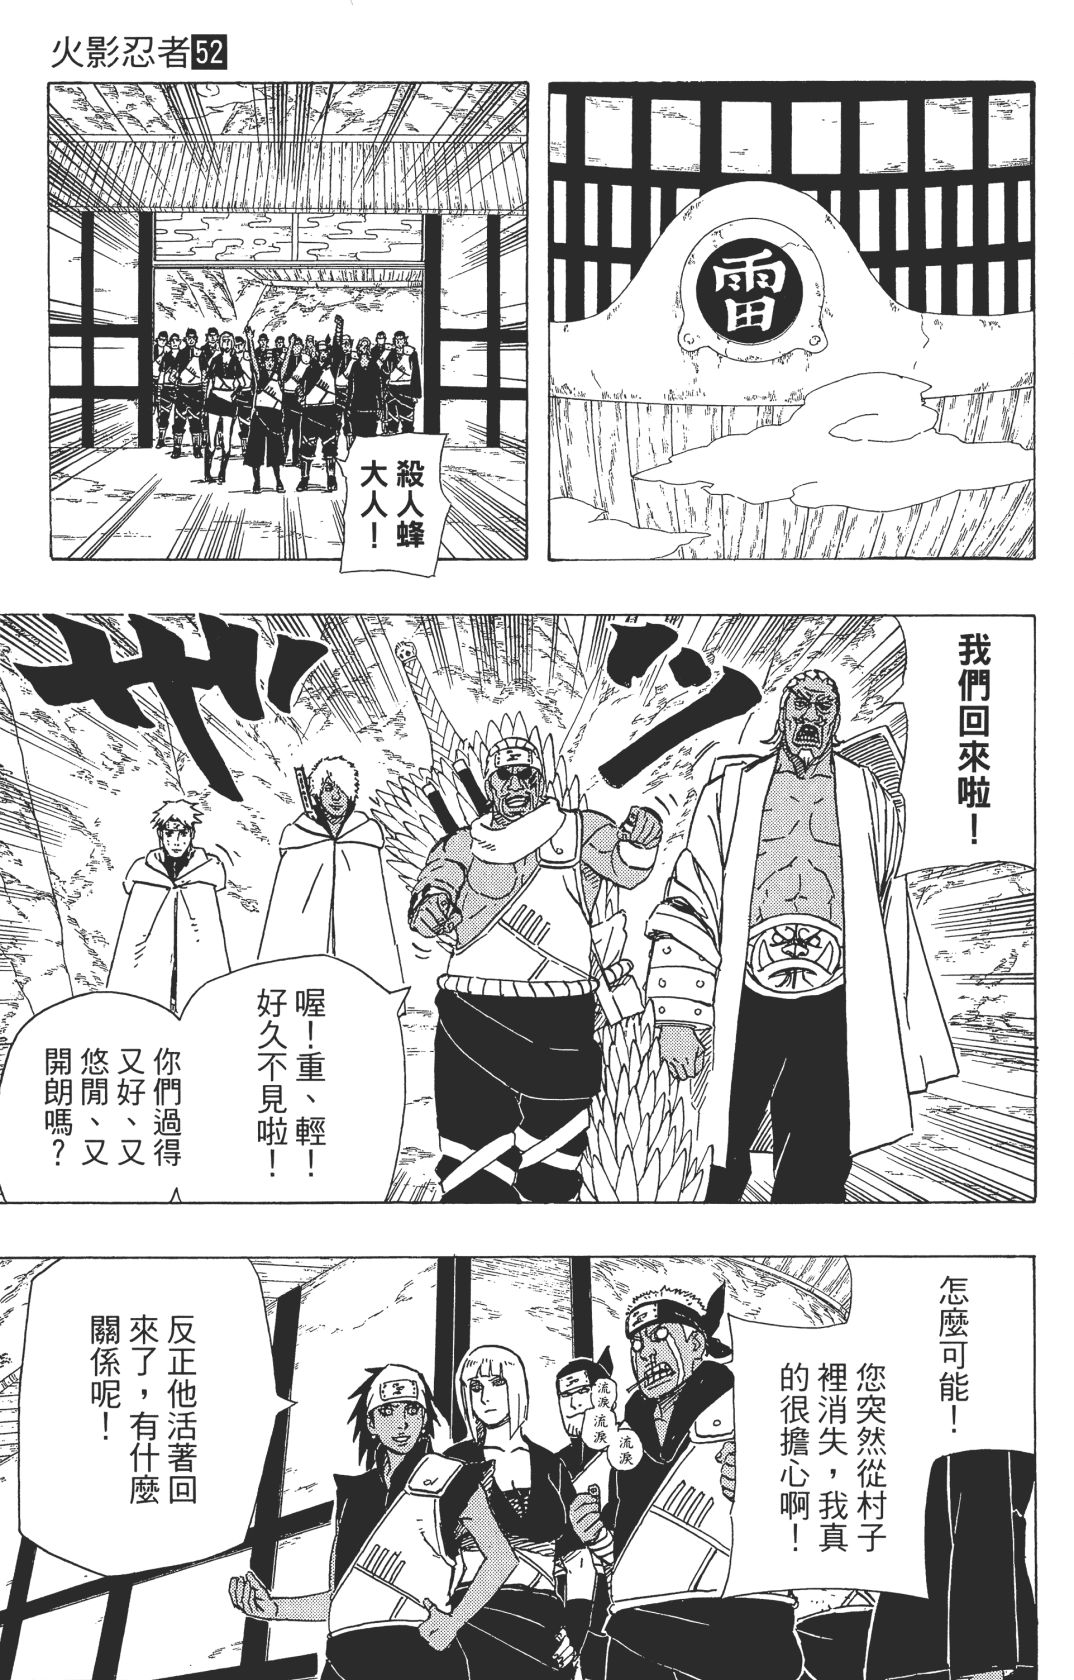 火影忍者52
雷
殺人蜂
大人！
我們回來啦！
喔！重、輕！
好久不見啦！
你們過得
又好、又
悠閒、又
開朗嗎？
怎麼可能！
您突然從村子
裡消失，我真
的很擔心啊！
流淚
流淚
流淚
反正他活著回
來了，有什麼
關係呢！